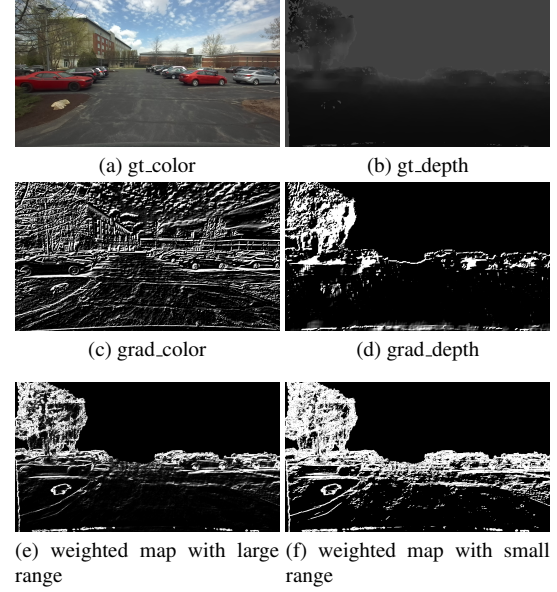 (a) gt_color
(b) gt_depth
(c) grad_color
(d) grad_depth
(e) weighted map with large range
(f) weighted map with small range